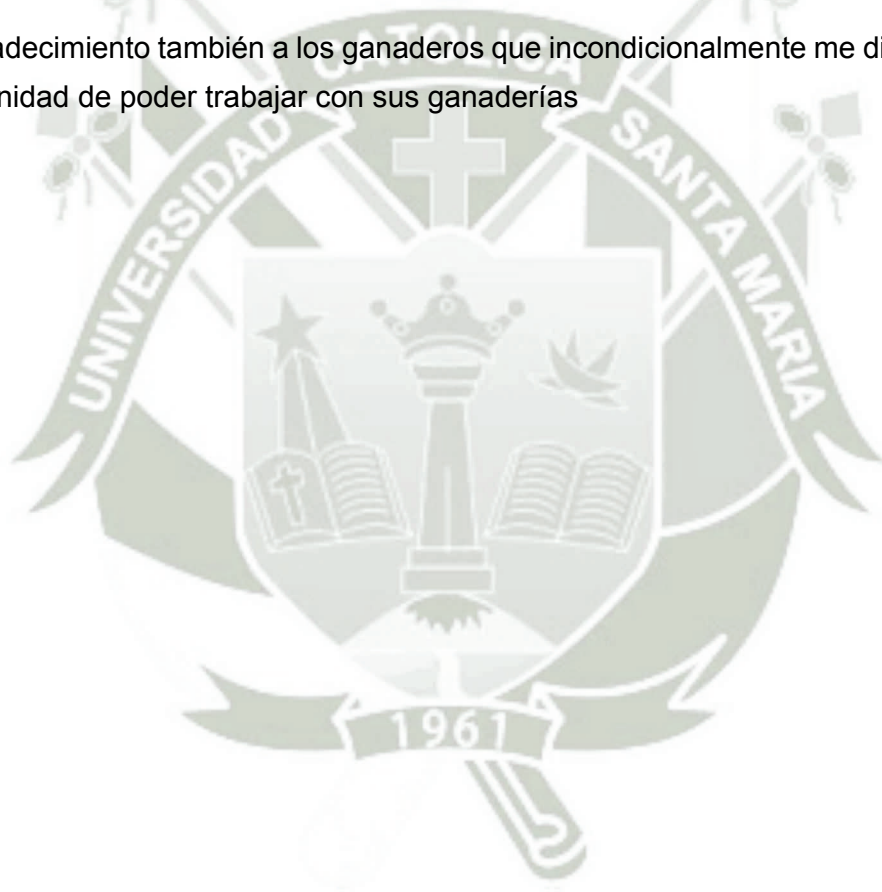 adecimiento también a los ganaderos que incondicionalmente me di
nidad de poder trabajar con sus ganaderías
CATOLICA
UNIVERSIDAD
SANTA MARIA
1961